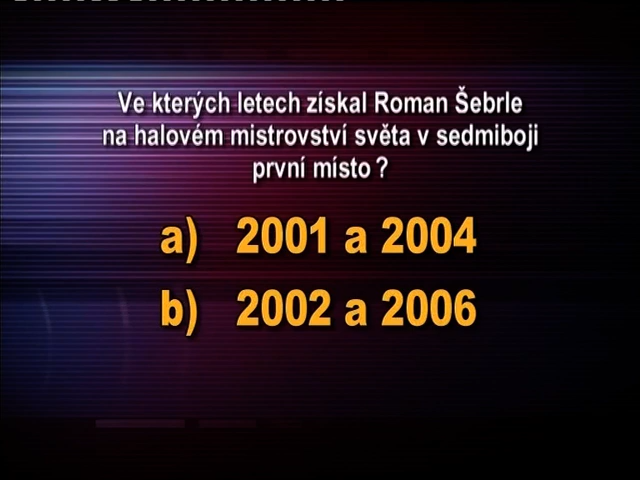 Ve kterých letech získal Roman Šebrle
na halovém mistrovství světa v sedmiboji
první místo ?
a) 2001 a 2004
b) 2002 a 2006